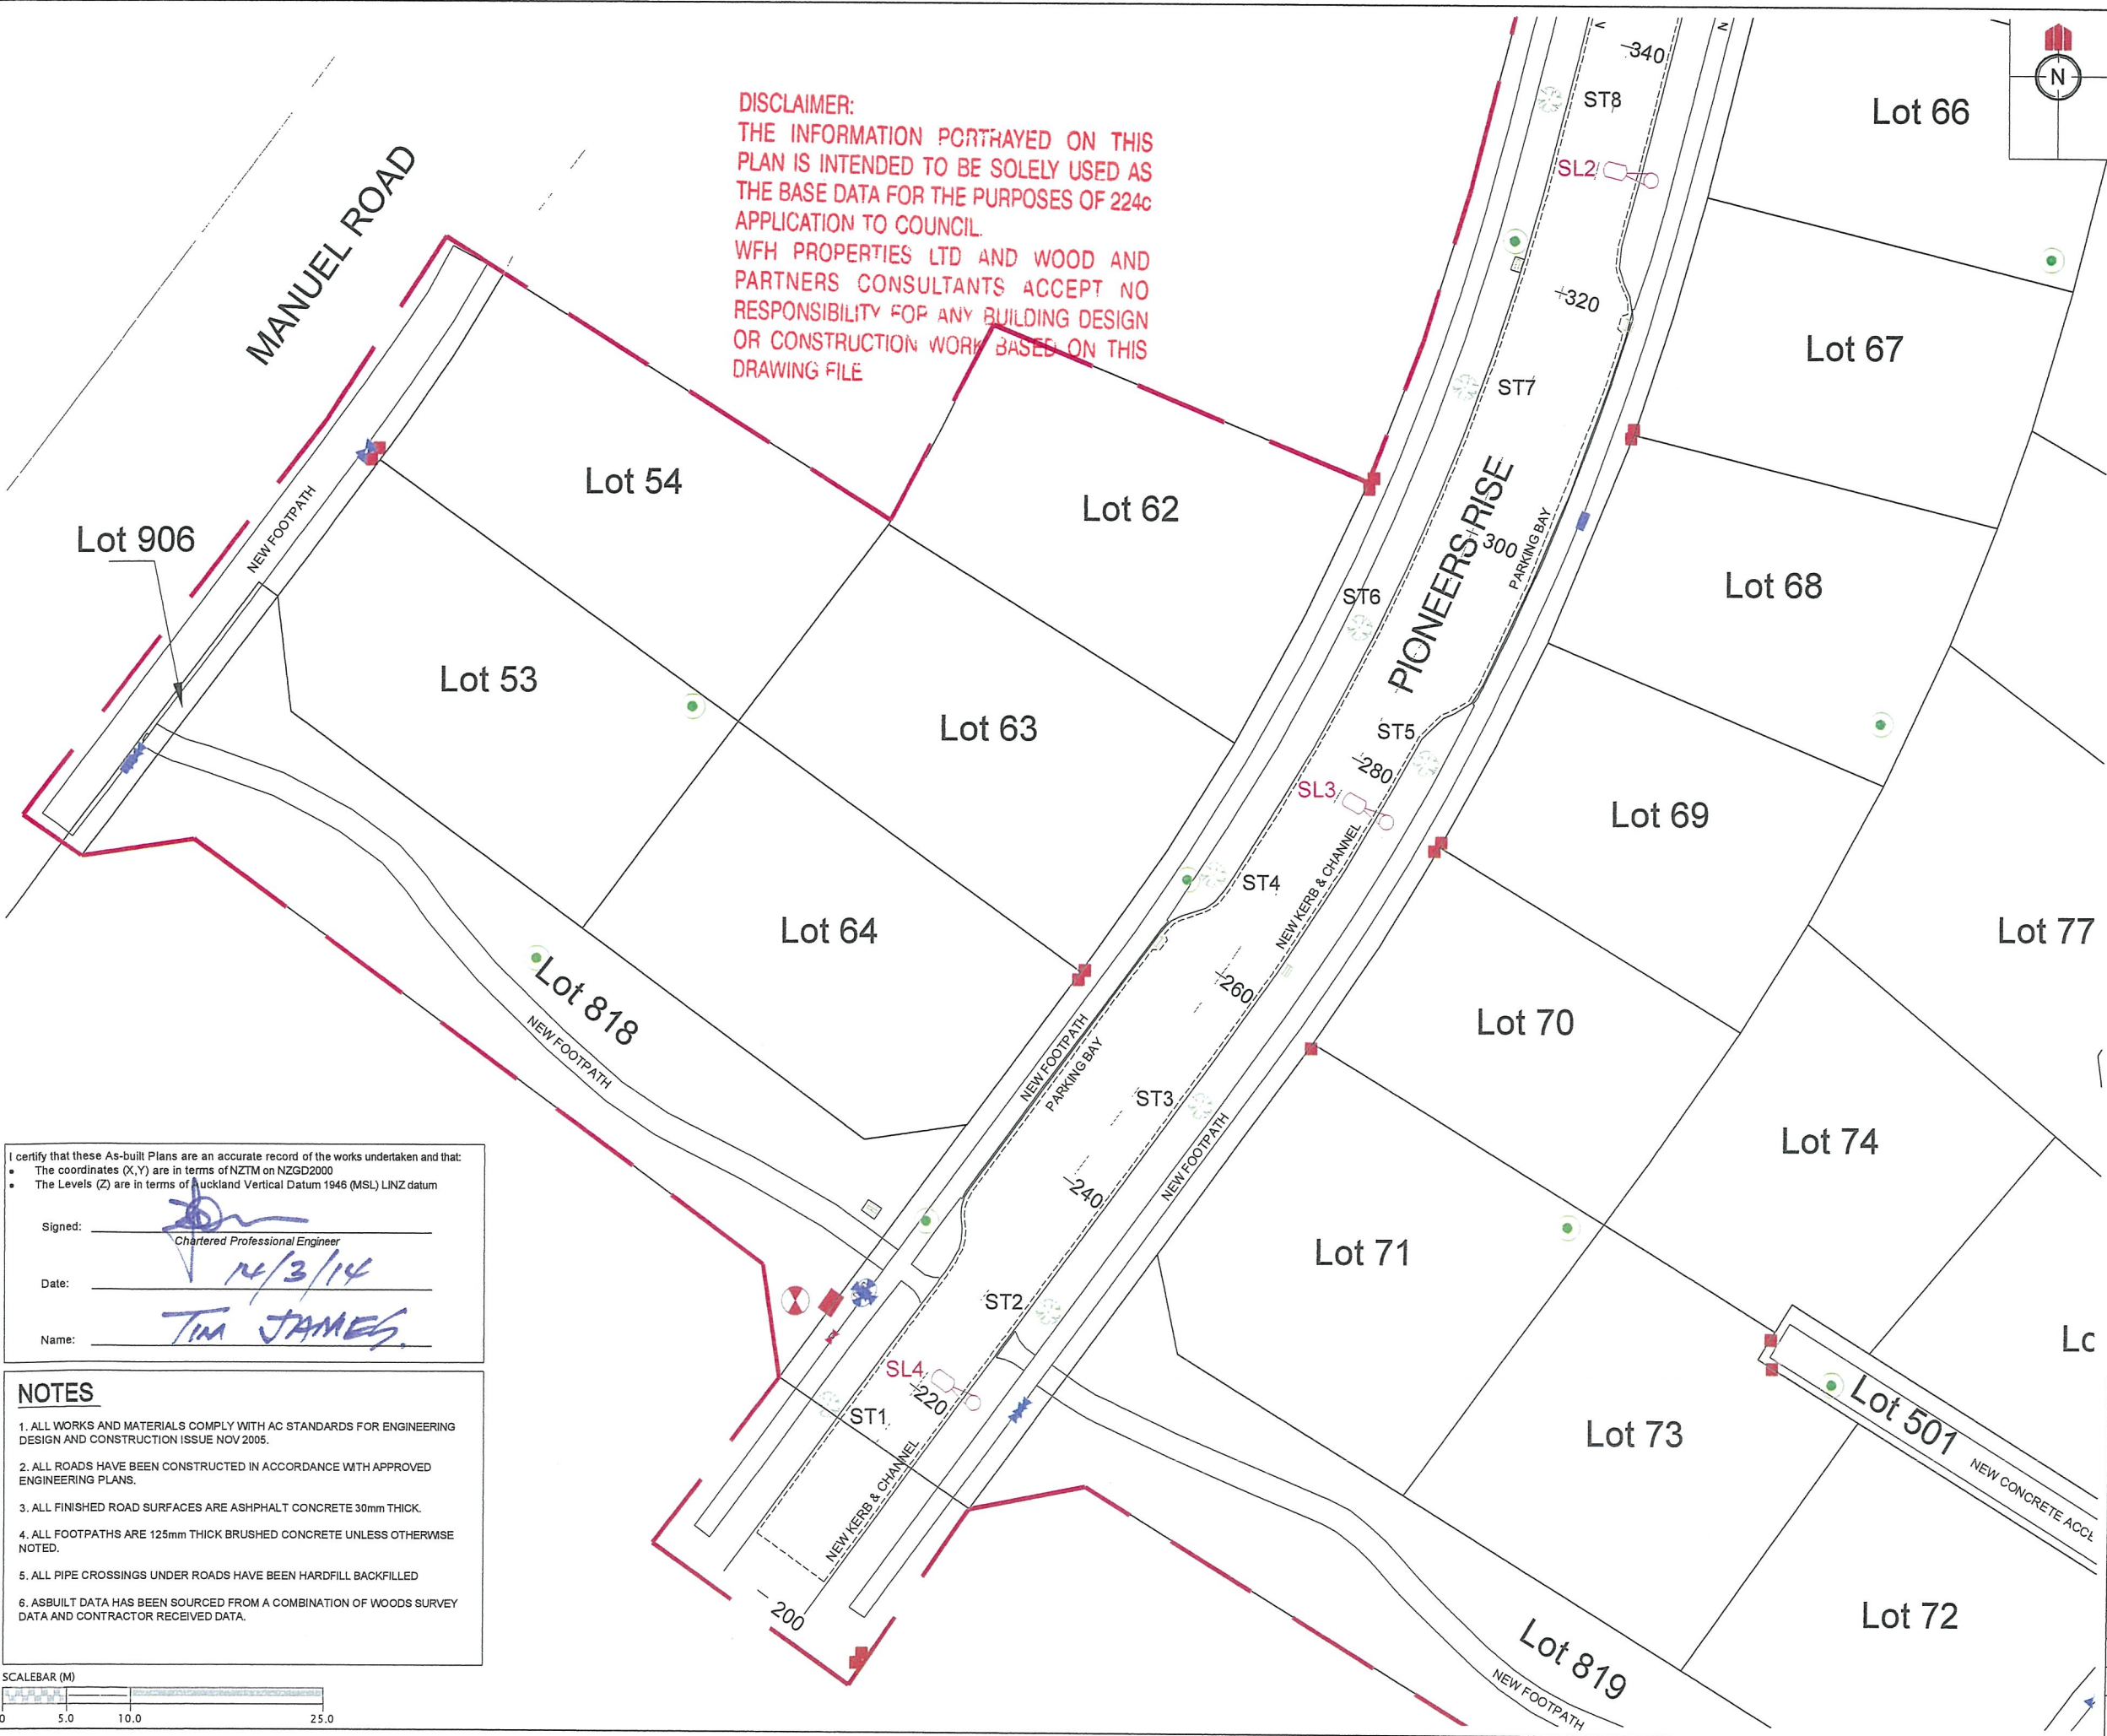 DISCLAIMER:
THE INFORMATION PORTRAYED ON THIS
PLAN IS INTENDED TO BE SOLELY USED AS
THE BASE DATA FOR THE PURPOSES OF 224c
APPLICATION TO COUNCIL.
WFH PROPERTIES LTD AND WOOD AND
PARTNERS CONSULTANTS ACCEPT NO
RESPONSIBILITY FOR ANY BUILDING DESIGN
OR CONSTRUCTION WORK BASED ON THIS
DRAWING FILE
N
MANUEL ROAD
340
ST8
SL2
Lot 66
320
ST7
Lot 67
Lot 54
Lot 62
PIONEERS RISE
300
PARKING BAY
Lot 906
NEW FOOTPATH
Lot 68
ST6
Lot 53
Lot 63
ST5
280
SL3
Lot 69
NEW KERB & CHANNEL
ST4
Lot 64
Lot 77
Lot 818
NEW FOOTPATH
260
Lot 70
NEW FOOTPATH
PARKING BAY
ST3
NEW FOOTPATH
240
Lot 74
Lot 71
ST2
SL4
220
ST1
Lc
Lot 501
NEW CONCRETE ACCE
Lot 73
NEW KERB & CHANNEL
200
Lot 72
Lot 819
NEW FOOTPATH
I certify that these As-built Plans are an accurate record of the works undertaken and that:
• The coordinates (X,Y) are in terms of NZTM on NZGD2000
• The Levels (Z) are in terms of Auckland Vertical Datum 1946 (MSL) LINZ datum
Signed:
Chartered Professional Engineer
Date: 14/3/14
Name: TIM JAMES.
NOTES
1. ALL WORKS AND MATERIALS COMPLY WITH AC STANDARDS FOR ENGINEERING
DESIGN AND CONSTRUCTION ISSUE NOV 2005.
2. ALL ROADS HAVE BEEN CONSTRUCTED IN ACCORDANCE WITH APPROVED
ENGINEERING PLANS.
3. ALL FINISHED ROAD SURFACES ARE ASHPHALT CONCRETE 30mm THICK.
4. ALL FOOTPATHS ARE 125mm THICK BRUSHED CONCRETE UNLESS OTHERWISE
NOTED.
5. ALL PIPE CROSSINGS UNDER ROADS HAVE BEEN HARDFILL BACKFILLED
6. ASBUILT DATA HAS BEEN SOURCED FROM A COMBINATION OF WOODS SURVEY
DATA AND CONTRACTOR RECEIVED DATA.
SCALEBAR (M)
0 5.0 10.0 25.0